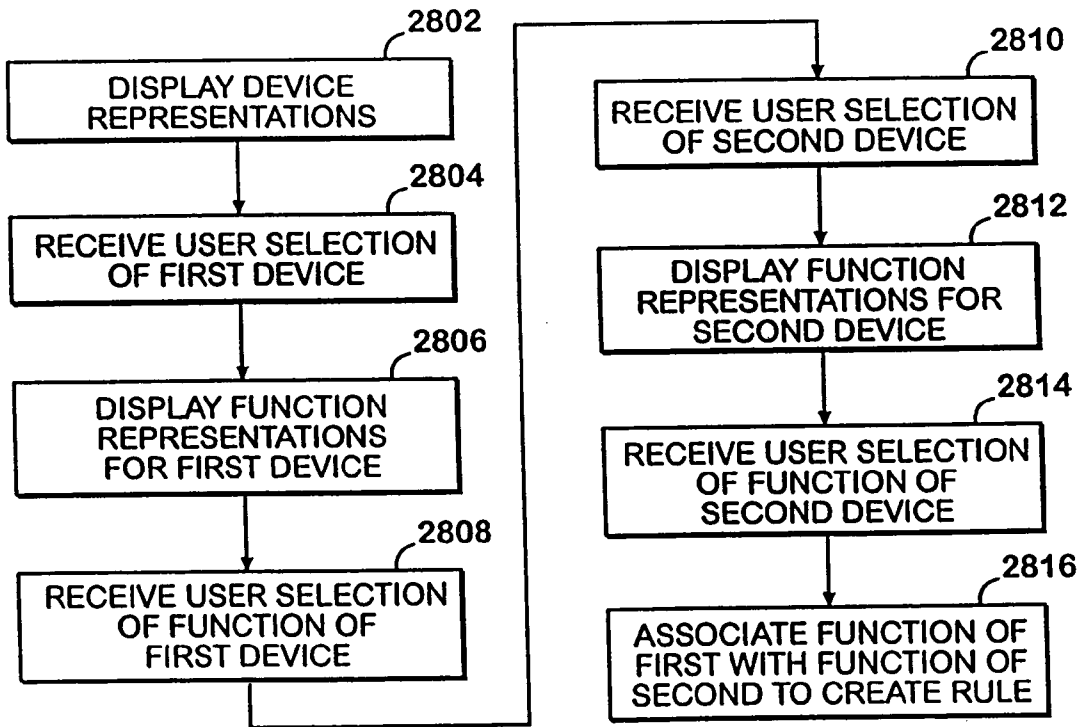 2802
DISPLAY DEVICE
REPRESENTATIONS
2804
RECEIVE USER SELECTION
OF FIRST DEVICE
2806
DISPLAY FUNCTION
REPRESENTATIONS
FOR FIRST DEVICE
2808
RECEIVE USER SELECTION
OF FUNCTION OF
FIRST DEVICE
2810
RECEIVE USER SELECTION
OF SECOND DEVICE
2812
DISPLAY FUNCTION
REPRESENTATIONS FOR
SECOND DEVICE
2814
RECEIVE USER SELECTION
OF FUNCTION OF
SECOND DEVICE
2816
ASSOCIATE FUNCTION OF
FIRST WITH FUNCTION OF
SECOND TO CREATE RULE